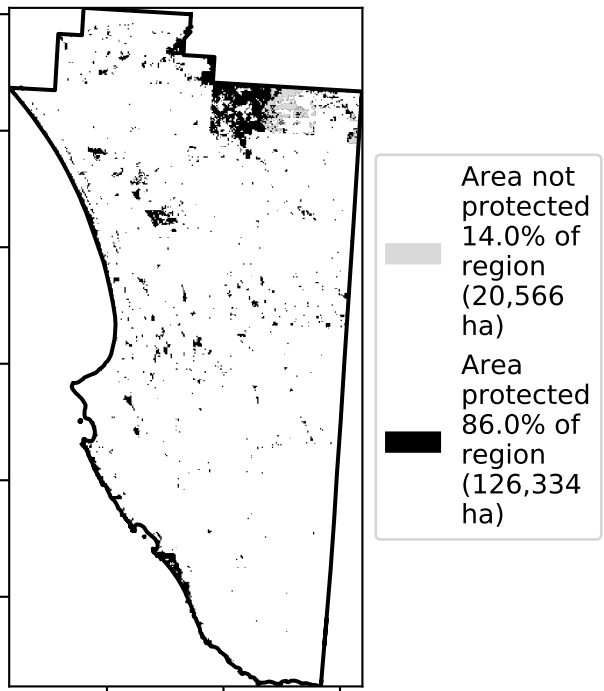 Area not
protected
14.0% of
region
(20,566
ha)
Area
protected
86.0% of
region
(126,334
ha)